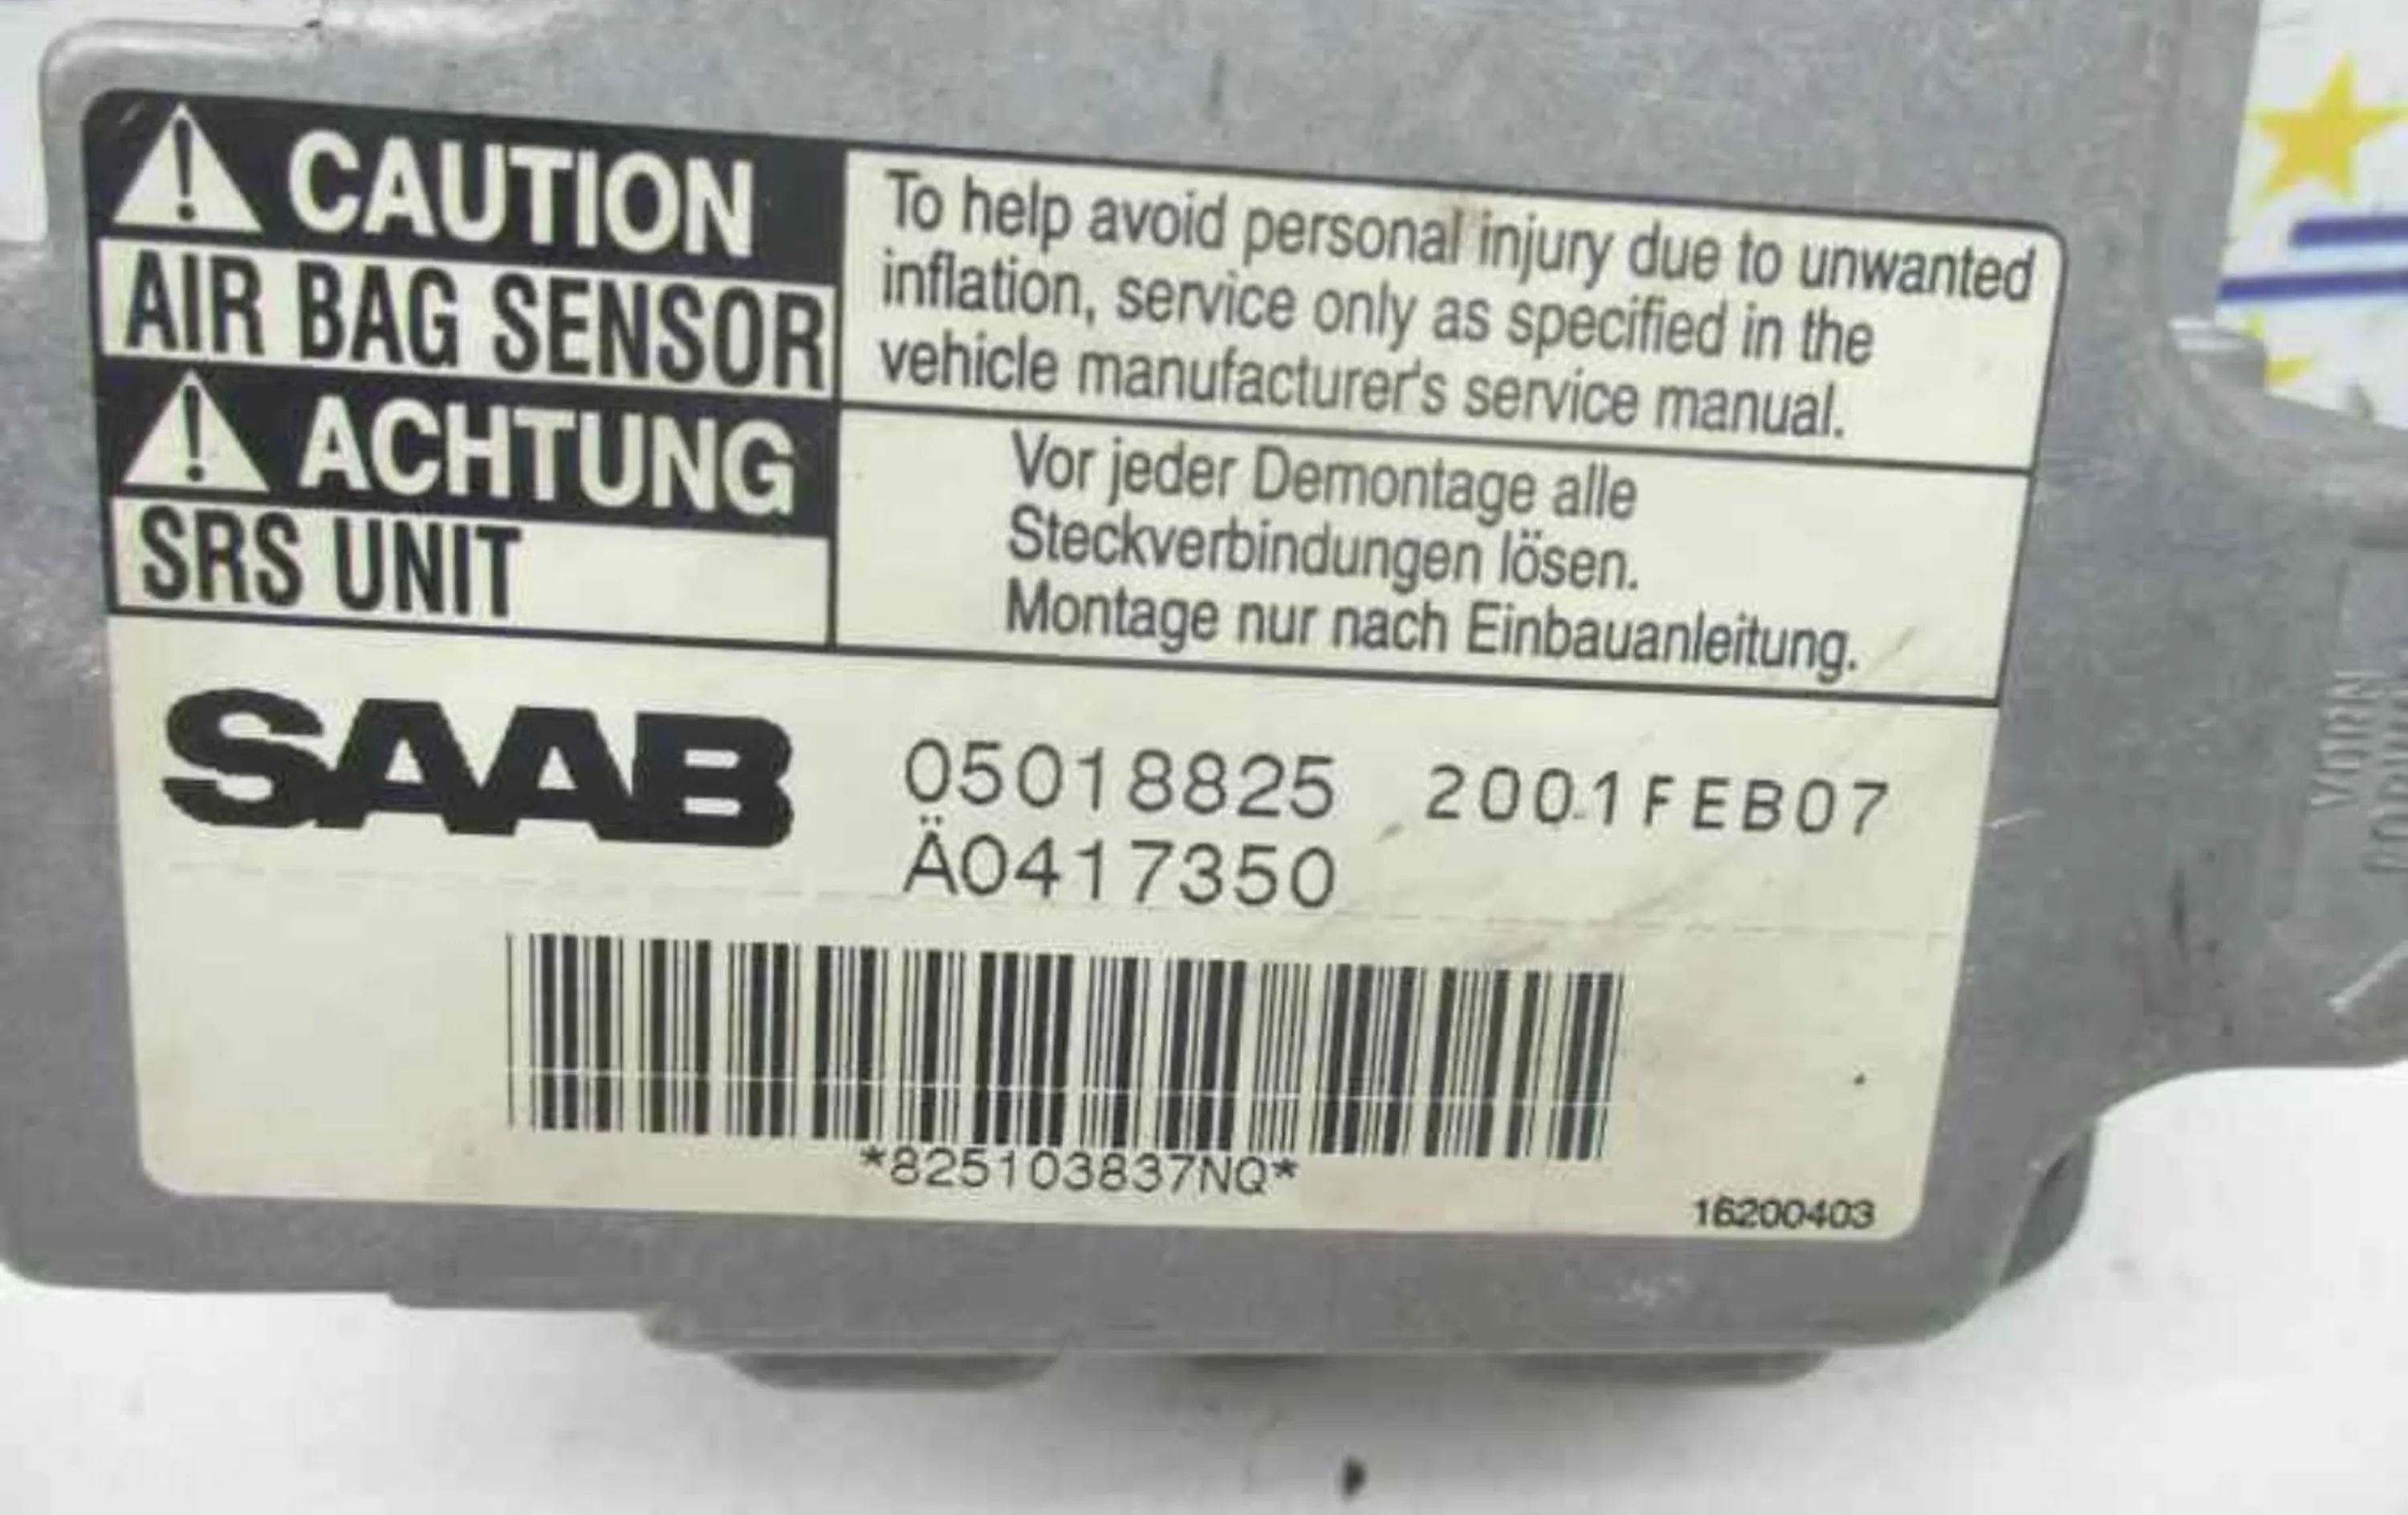 CAUTION
AIR BAG SENSOR
To help avoid personal injury due to unwanted
inflation, service only as specified in the
vehicle manufacturer's service manual.
ACHTUNG
SRS UNIT
Vor jeder Demontage alle
Steckverbindungen lösen.
Montage nur nach Einbauanleitung.
SAAB
05018825 2001FEB07
Ä0417350
*825103837NQ*
16200403
VORN